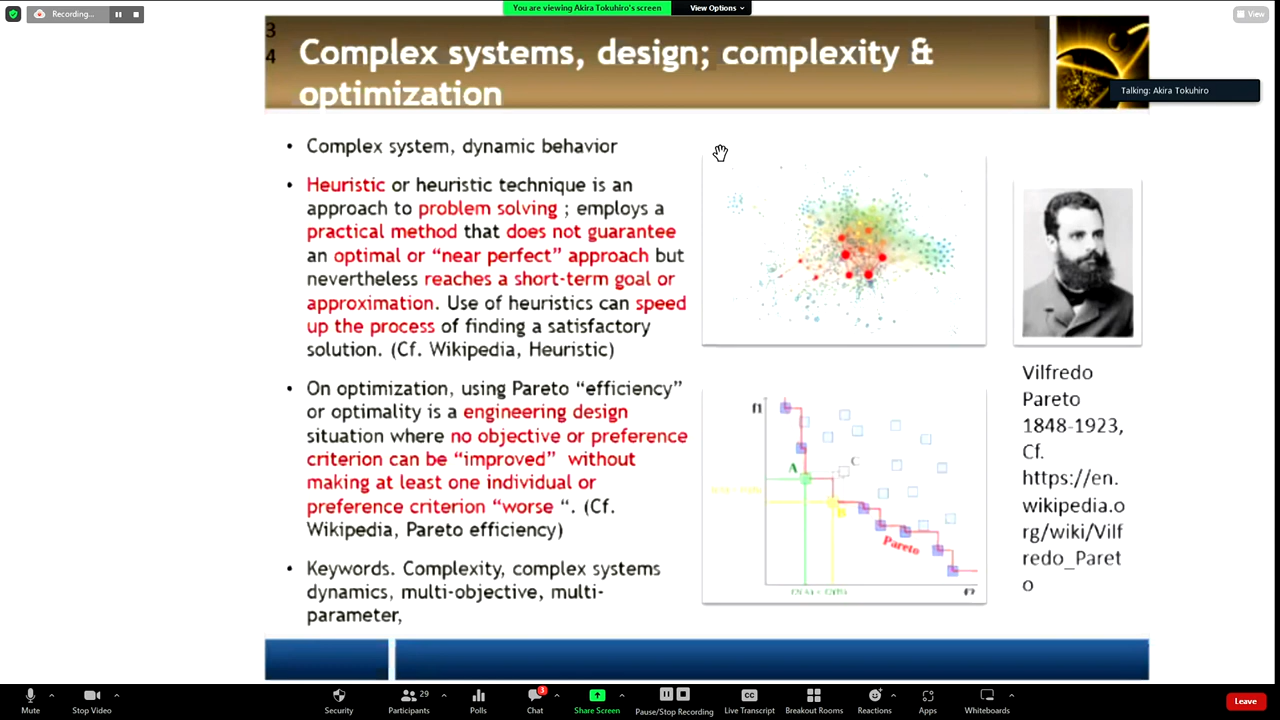 Recording...
You are viewing Akira Tokuhiro's screen
View Options
View
3
4
Complex systems, design; complexity &
optimization
Talking: Akira Tokuhiro
• Complex system, dynamic behavior
• Heuristic or heuristic technique is an
approach to problem solving ; employs a
practical method that does not guarantee
an optimal or “near perfect” approach but
nevertheless reaches a short-term goal or
approximation. Use of heuristics can speed
up the process of finding a satisfactory
solution. (Cf. Wikipedia, Heuristic)
• On optimization, using Pareto “efficiency”
or optimality is a engineering design
situation where no objective or preference
criterion can be “improved” without
making at least one individual or
preference criterion “worse “. (Cf.
Wikipedia, Pareto efficiency)
• Keywords. Complexity, complex systems
dynamics, multi-objective, multi-
parameter,
f1
A
C
B
Pareto
f2
Vilfredo
Pareto
1848-1923,
Cf.
https://en.
wikipedia.o
rg/wiki/Vilf
redo_Paret
o
Mute
Stop Video
Security
29
Participants
Polls
3
Chat
Share Screen
Pause/Stop Recording
CC
Live Transcript
Breakout Rooms
Reactions
Apps
Whiteboards
Leave